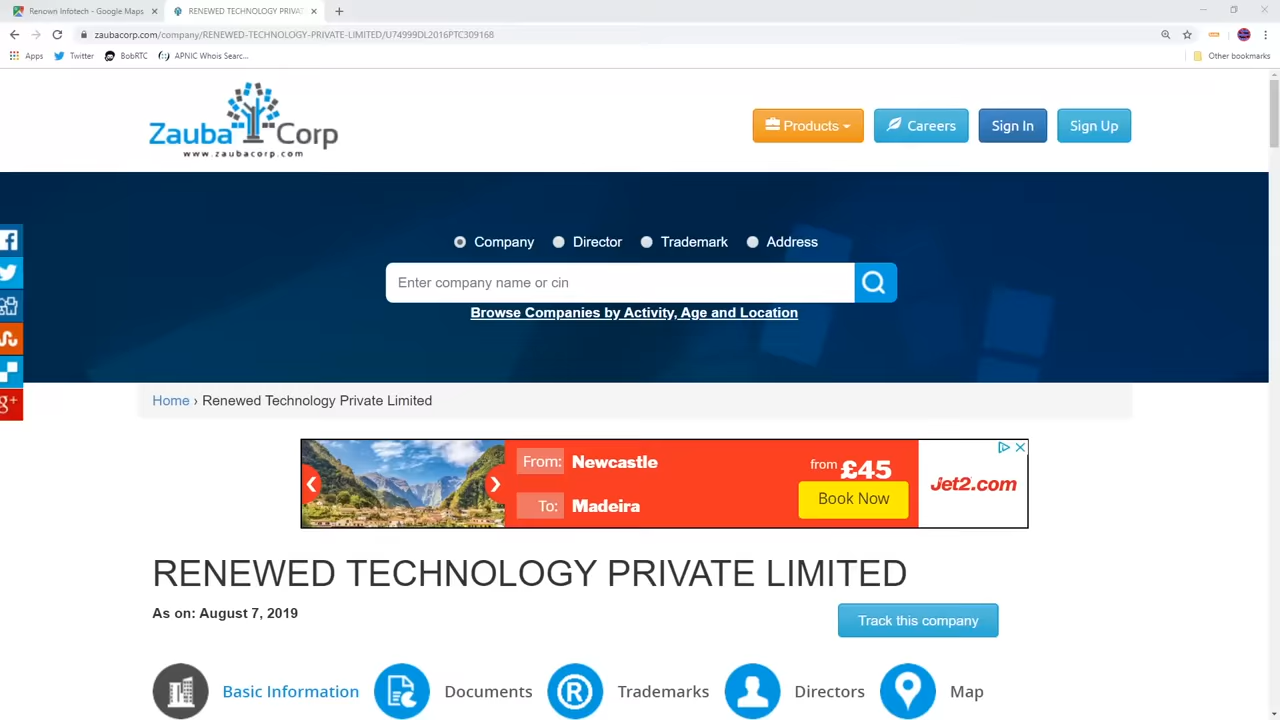 Renown Infotech - Google Maps
RENEWED TECHNOLOGY PRIVAT
zaubacorp.com/company/RENEWED-TECHNOLOGY-PRIVATE-LIMITED/U74999DL2016PTC309168
Apps Twitter BobRTC APNIC Whois Searc... Other bookmarks
Zauba Corp
www.zaubacorp.com
Products Careers Sign In Sign Up
Company Director Trademark Address
Enter company name or cin
Browse Companies by Activity, Age and Location
Home › Renewed Technology Private Limited
From: Newcastle
To: Madeira
from £45
Book Now
Jet2.com
RENEWED TECHNOLOGY PRIVATE LIMITED
As on: August 7, 2019
Track this company
Basic Information Documents Trademarks Directors Map